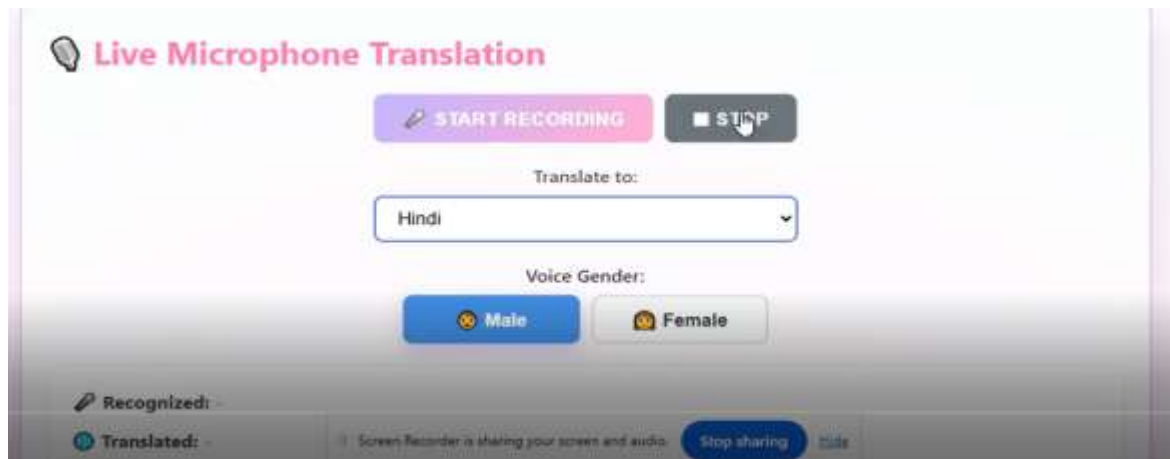 Live Microphone Translation
START RECORDING
STOP
Translate to:
Hindi
Voice Gender:
Male
Female
Recognized: -
Translated: -
Screen Recorder is sharing your screen and audio.
Stop sharing
Hide